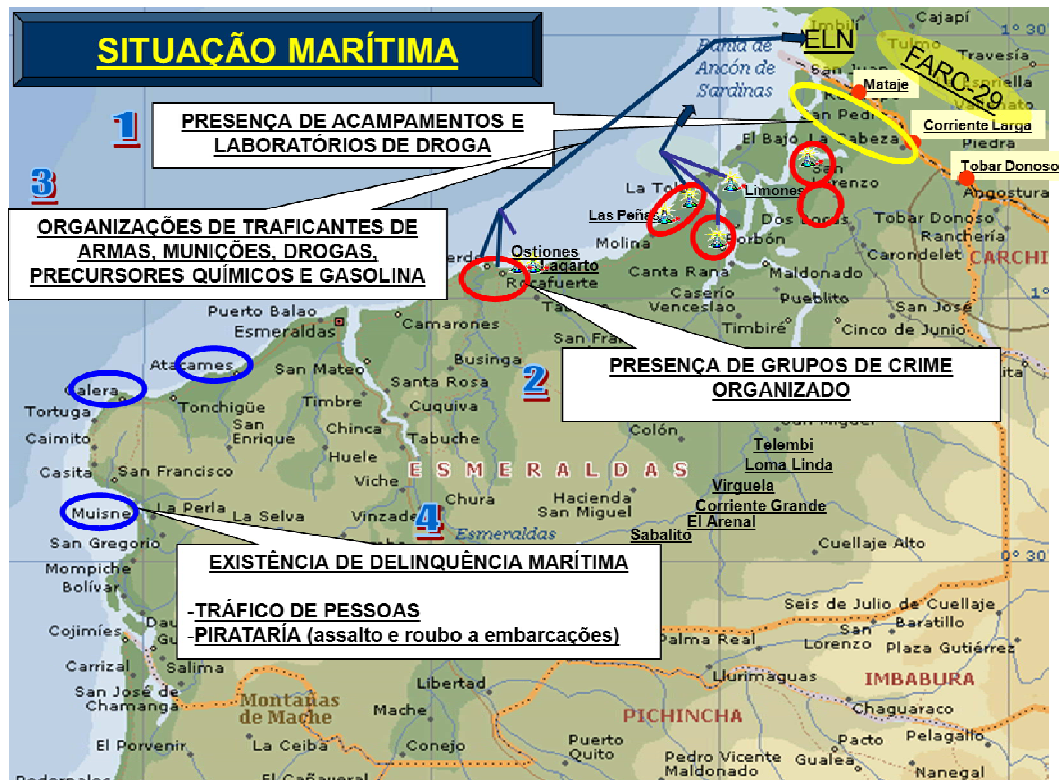 SITUAÇÃO MARÍTIMA
1
PRESENÇA DE ACAMPAMENTOS E
LABORATÓRIOS DE DROGA
3
ORGANIZAÇÕES DE TRAFICANTES DE
ARMAS, MUNIÇÕES, DROGAS,
PRECURSORES QUÍMICOS E GASOLINA
2
PRESENÇA DE GRUPOS DE CRIME
ORGANIZADO
4
EXISTÊNCIA DE DELINQUÊNCIA MARÍTIMA
-TRÁFICO DE PESSOAS
-PIRATARÍA (assalto e roubo a embarcações)
ELN
FARC-29
Imbilí
Cajapí
1° 30
Tulmo
Travesía
Bahía de
Ancón de
Sardinas
San Juan
Mataje
San Pedro
Corriente Larga
El Bajo
La Cabeza
Piedra
Tobar Donoso
La Tola
Limones
San
Lorenzo
Angostura
Las Peñas
Dos Bocas
Tobar Donoso
Molina
Borbón
Ranchería
Ostiones
Lagarto
Canta Rana
Maldonado
Carondelet
CARCHI
Rocafuerte
Caserío
Venceslao
Pueblito
San José
Puerto Balao
Esmeraldas
Camarones
Timbiré
Cinco de Junio
Atacames
San Mateo
Businga
Galera
Santa Rosa
Tortuga
Tonchigüe
Timbre
Cuquiva
San
Enrique
Chinca
Tabuche
Colón
San Miguel
Caimito
Huele
Telembi
Casita
San Francisco
Viche
ESMERALDAS
Loma Linda
Virguela
Muisne
La Perla
La Selva
Chura
Hacienda
San Miguel
Corriente Grande
El Arenal
Esmeraldas
Sabalito
San Gregorio
Cuellaje Alto
0° 30
Mompiche
Bolívar
Seis de Julio de Cuellaje
San
Lorenzo
Baratillo
Cojimíes
Palma Real
Plaza Gutiérrez
Carrizal
Salima
Llurimaguas
IMBABURA
San José de
Chamanga
Montañas
de Mache
Libertad
Mache
PICHINCHA
Chaguaraco
El Porvenir
La Ceiba
Conejo
Puerto
Quito
Pacto
Pelagallo
Pedro Vicente
Maldonado
Gualea
Nanegal